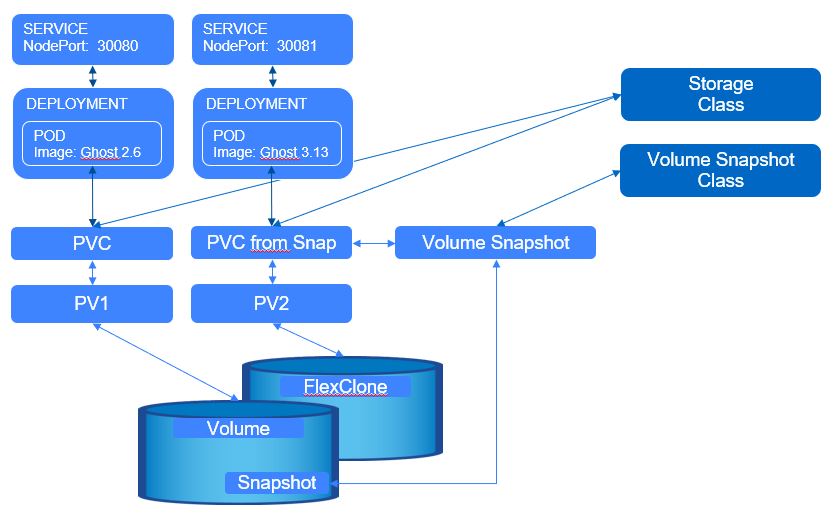 SERVICE
NodePort:  30080
SERVICE
NodePort:  30081
DEPLOYMENT
POD
Image: Ghost 2.6
DEPLOYMENT
POD
Image: Ghost 3.13
Storage
Class
Volume Snapshot
Class
PVC
PVC from Snap
Volume Snapshot
PV1
PV2
FlexClone
Volume
Snapshot